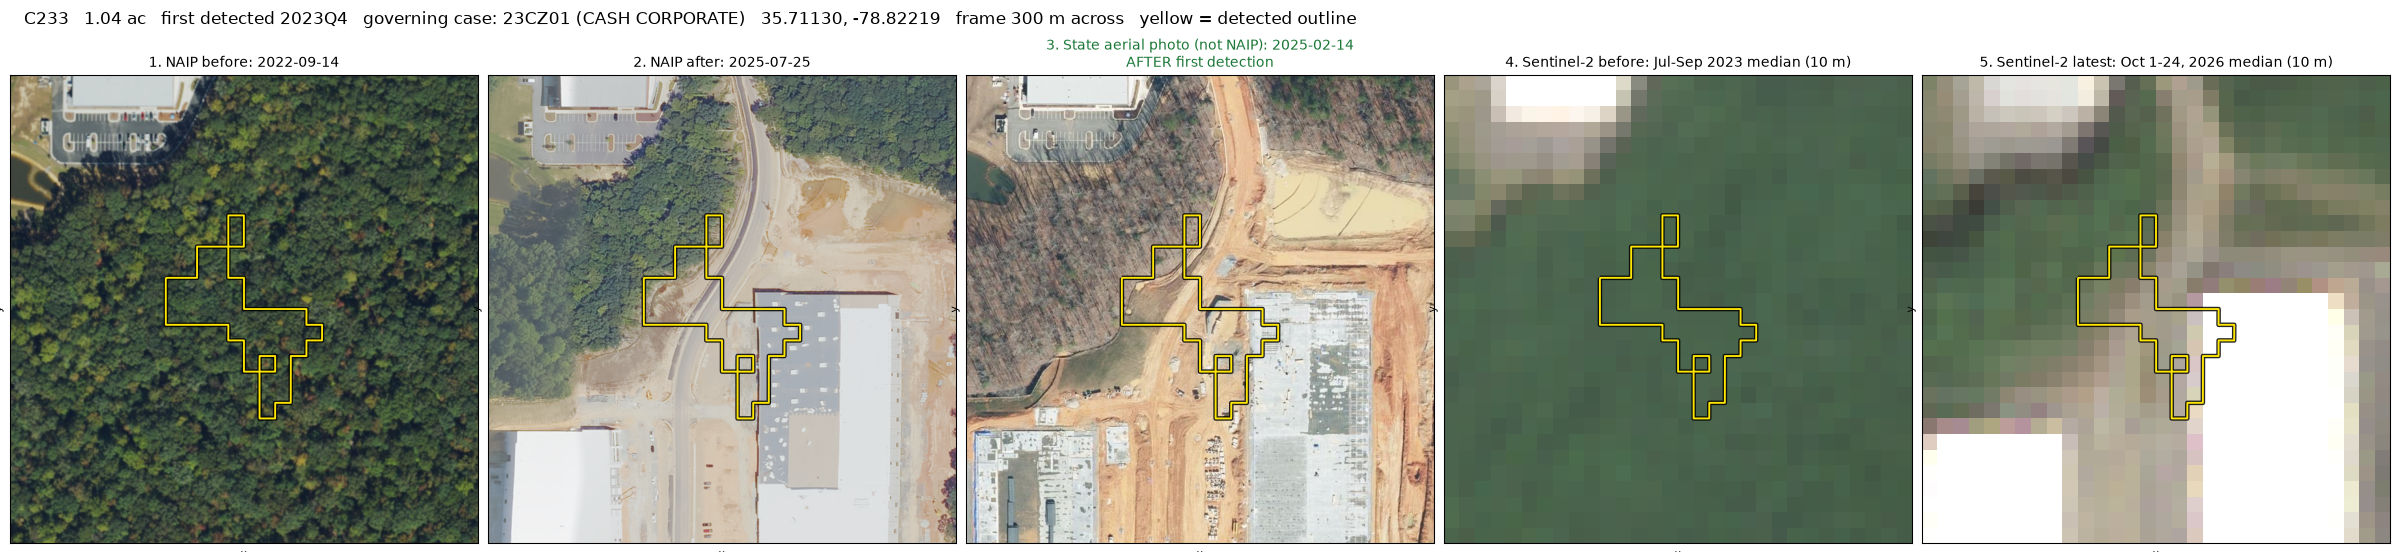 C233   1.04 ac   first detected 2023Q4   governing case: 23CZ01 (CASH CORPORATE)   35.71130, -78.82219   frame 300 m across   yellow = detected outline
1. NAIP before: 2022-09-14
2. NAIP after: 2025-07-25
3. State aerial photo (not NAIP): 2025-02-14
AFTER first detection
4. Sentinel-2 before: Jul-Sep 2023 median (10 m)
5. Sentinel-2 latest: Oct 1-24, 2026 median (10 m)